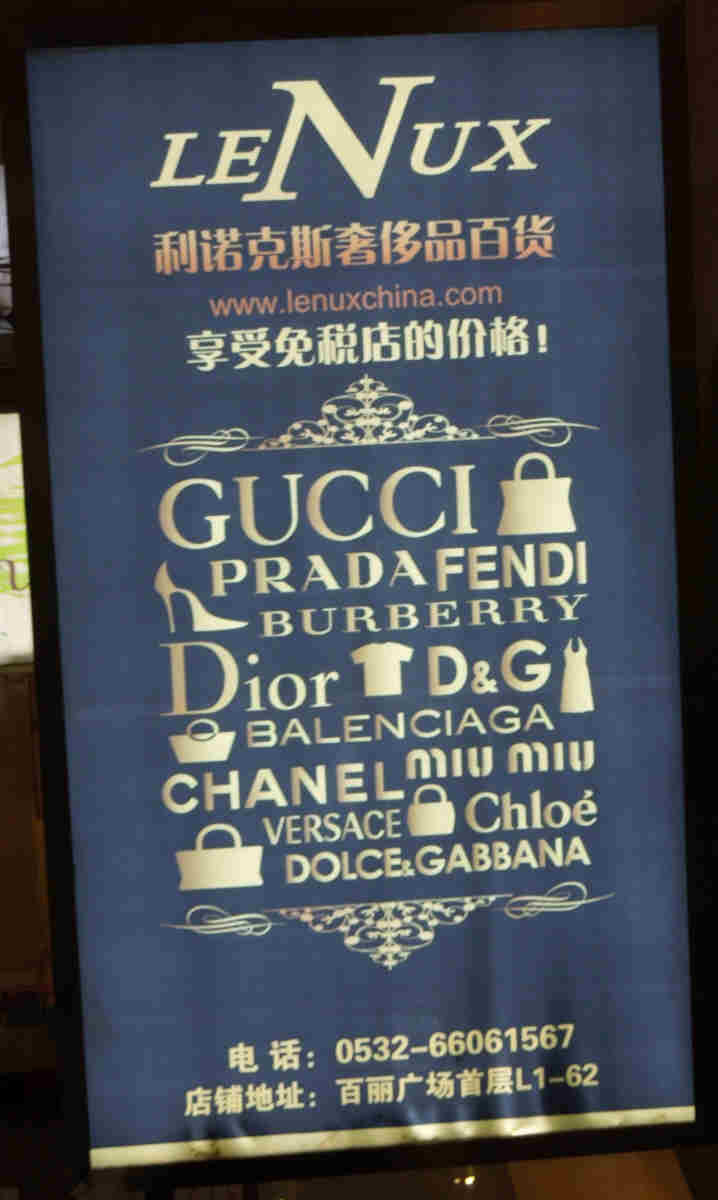 LENUX
利诺克斯奢侈品百货
www.lenuxchina.com
享受免税店的价格!
GUCCI
PRADA FENDI
BURBERRY
Dior D&G
BALENCIAGA
CHANEL miu miu
VERSACE Chloé
DOLCE&GABBANA
电话：0532-66061567
店铺地址：百丽广场首层L1-62